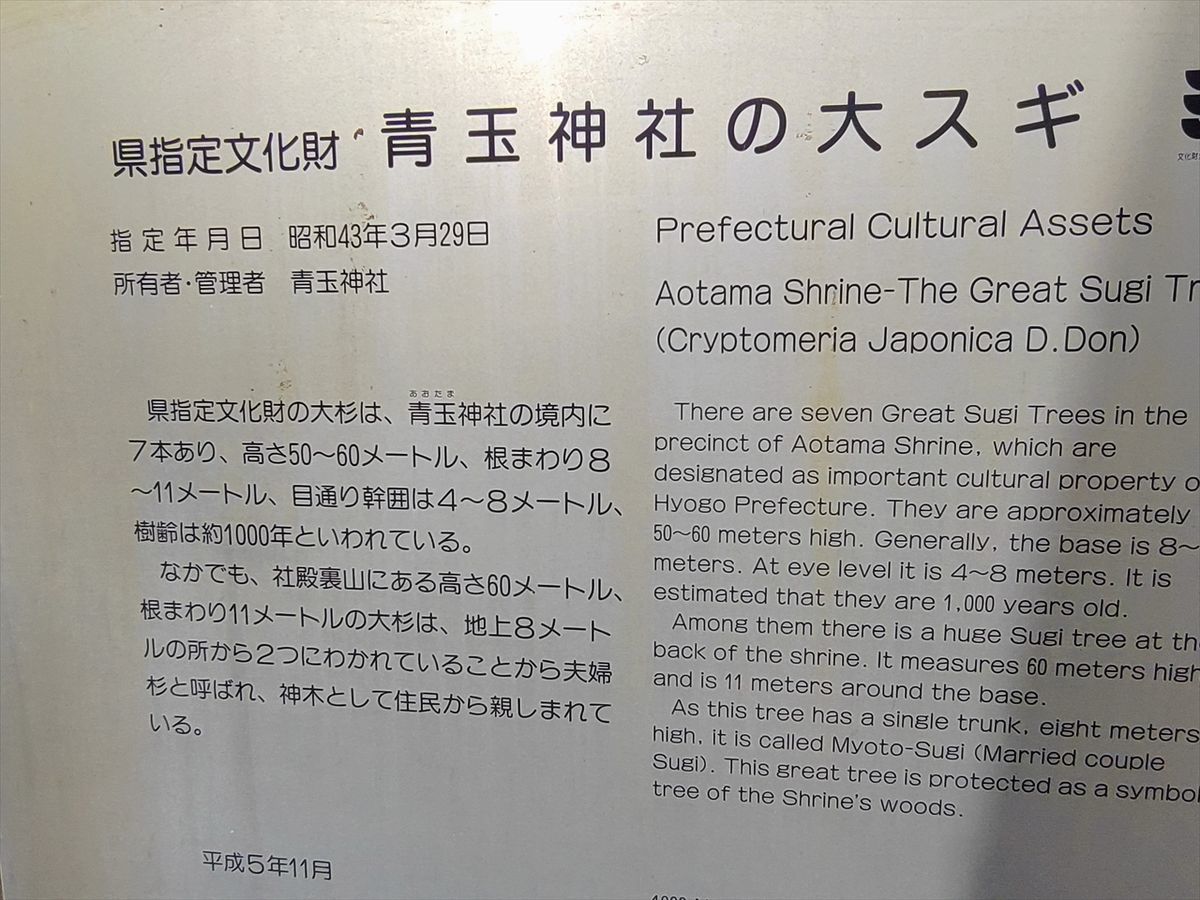 県指定文化財 青玉神社の大スギ
指定年月日 昭和43年3月29日
所有者・管理者 青玉神社
あおたま
県指定文化財の大杉は、青玉神社の境内に
7本あり、高さ50〜60メートル、根まわり8
〜11メートル、目通り幹囲は4〜8メートル、
樹齢は約1000年といわれている。
なかでも、社殿裏山にある高さ60メートル、
根まわり11メートルの大杉は、地上8メート
ルの所から2つにわかれていることから夫婦
杉と呼ばれ、神木として住民から親しまれて
いる。
平成5年11月
Prefectural Cultural Assets
Aotama Shrine-The Great Sugi Tr
(Cryptomeria Japonica D.Don)
There are seven Great Sugi Trees in the
precinct of Aotama Shrine, which are
designated as important cultural property o
Hyogo Prefecture. They are approximately
50〜60 meters high. Generally, the base is 8〜
meters. At eye level it is 4〜8 meters. It is
estimated that they are 1,000 years old.
Among them there is a huge Sugi tree at th
back of the shrine. It measures 60 meters high
and is 11 meters around the base.
As this tree has a single trunk, eight meters
high, it is called Myoto-Sugi (Married couple
Sugi). This great tree is protected as a symbol
tree of the Shrine's woods.